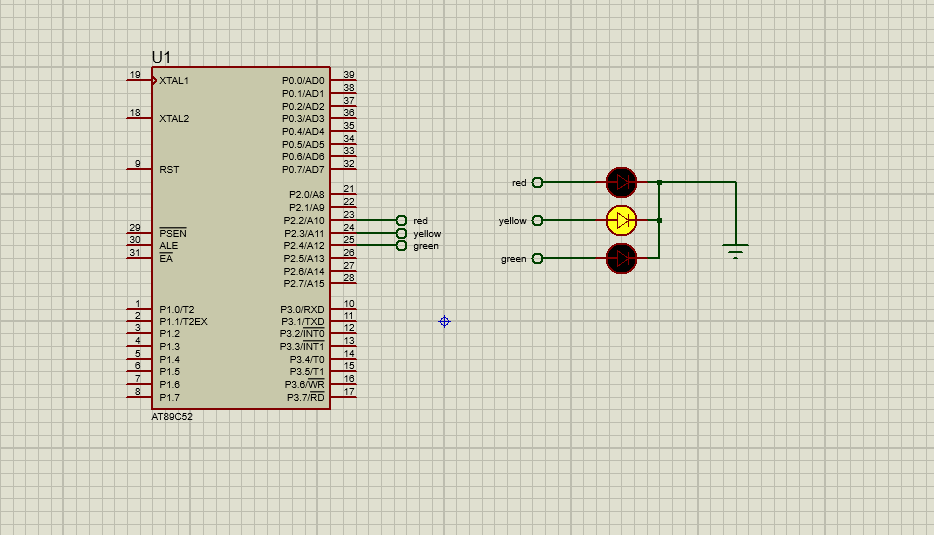 U1
19 XTAL1 P0.0/AD0 39
P0.1/AD1 38
P0.2/AD2 37
18 XTAL2 P0.3/AD3 36
P0.4/AD4 35
P0.5/AD5 34
P0.6/AD6 33
9 RST P0.7/AD7 32
red
P2.0/A8 21
P2.1/A9 22
P2.2/A10 23 red
yellow
29 PSEN P2.3/A11 24 yellow
30 ALE P2.4/A12 25 green
31 EA P2.5/A13 26
green
P2.6/A14 27
P2.7/A15 28
1 P1.0/T2 P3.0/RXD 10
2 P1.1/T2EX P3.1/TXD 11
3 P1.2 P3.2/INT0 12
4 P1.3 P3.3/INT1 13
5 P1.4 P3.4/T0 14
6 P1.5 P3.5/T1 15
7 P1.6 P3.6/WR 16
8 P1.7 P3.7/RD 17
AT89C52